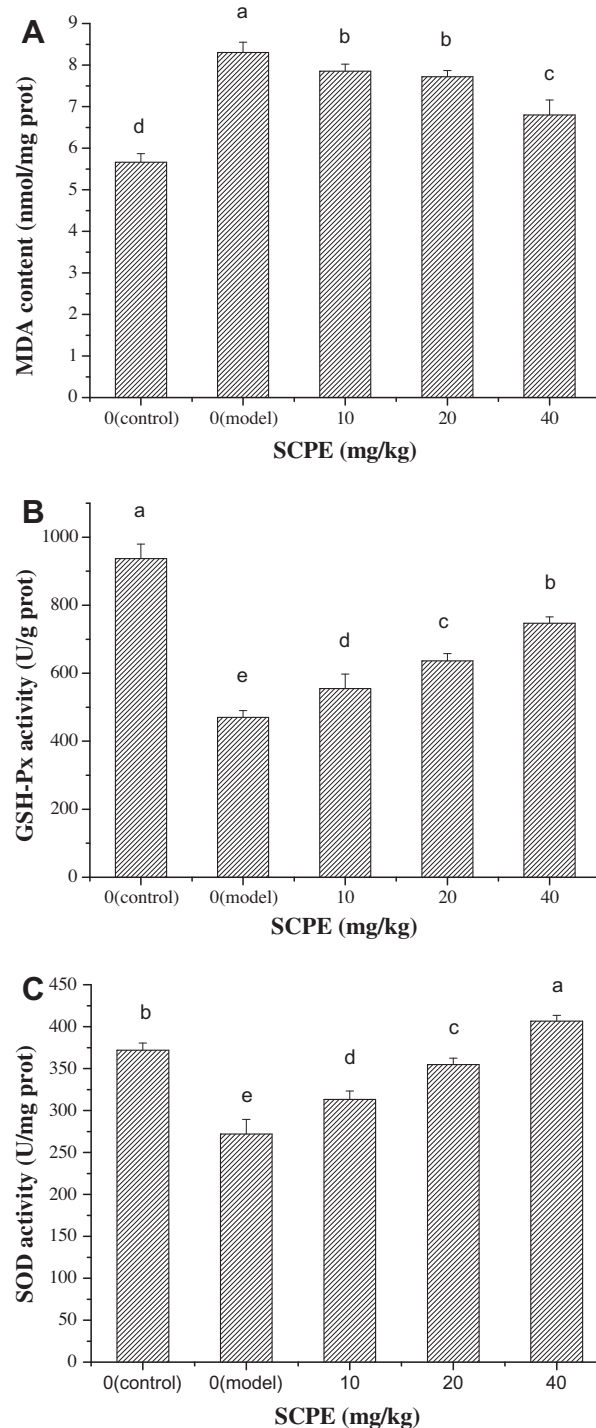 A
MDA content (nmol/mg prot)
9
8
7
6
5
4
3
2
1
0
d
a
b
b
c
0(control) 0(model) 10 20 40
SCPE (mg/kg)
B
GSH-Px activity (U/g prot)
1000
800
600
400
200
0
a
e
d
c
b
0(control) 0(model) 10 20 40
SCPE (mg/kg)
C
SOD activity (U/mg prot)
450
400
350
300
250
200
150
100
50
0
b
e
d
c
a
0(control) 0(model) 10 20 40
SCPE (mg/kg)